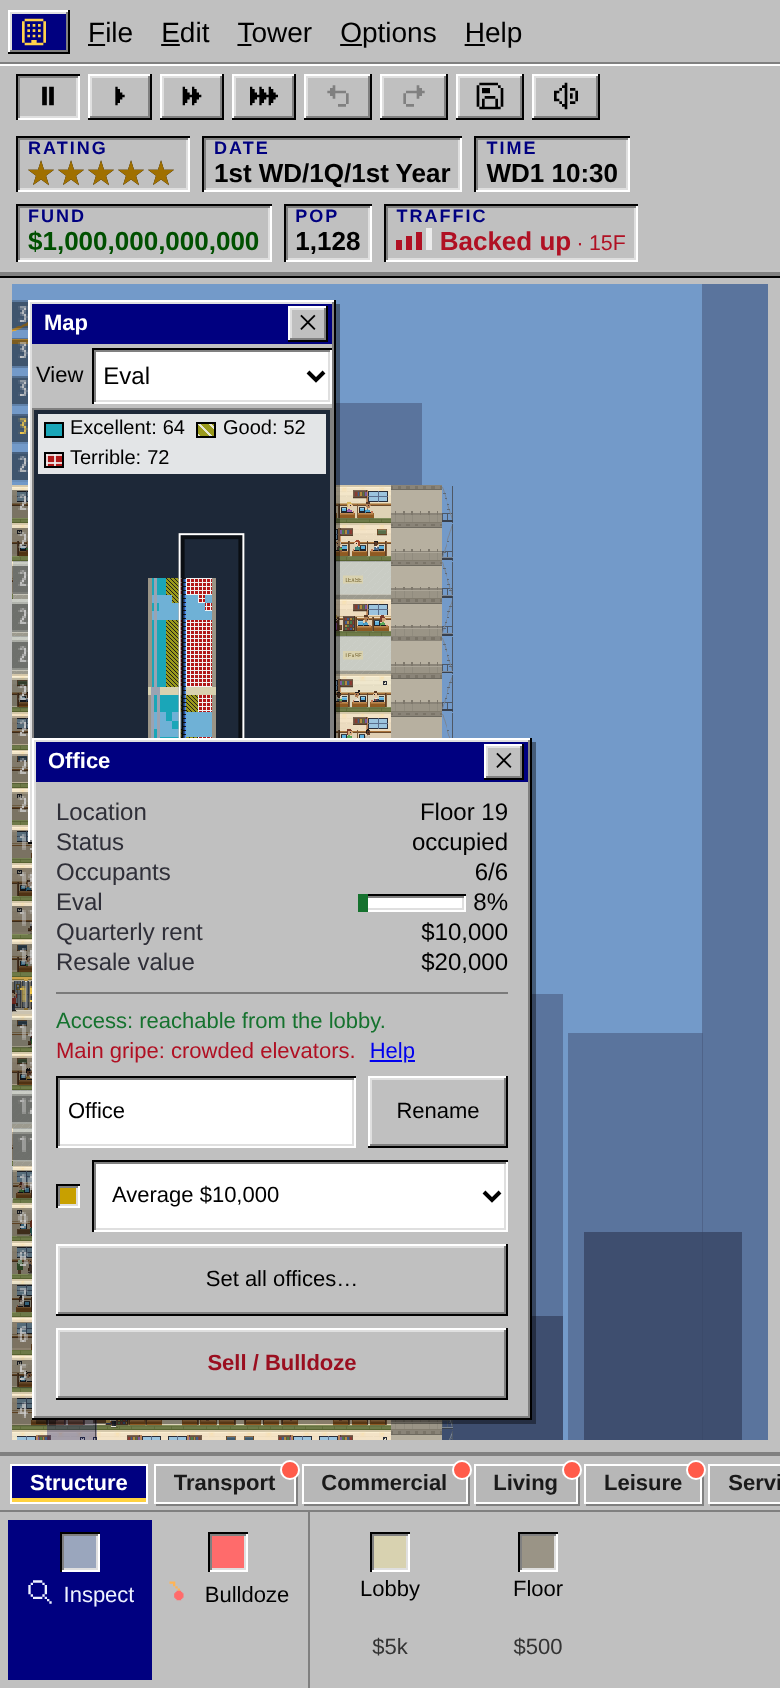 File Edit Tower Options Help
RATING
DATE
1st WD/1Q/1st Year
TIME
WD1 10:30
FUND
$1,000,000,000,000
POP
1,128
TRAFFIC
Backed up · 15F
Map
View Eval
Excellent: 64 Good: 52
Terrible: 72
LEASE
LEASE
Office
Location Floor 19
Status occupied
Occupants 6/6
Eval 8%
Quarterly rent $10,000
Resale value $20,000
Access: reachable from the lobby.
Main gripe: crowded elevators. Help
Office Rename
Average $10,000
Set all offices…
Sell / Bulldoze
Structure Transport Commercial Living Leisure Servi
Inspect Bulldoze Lobby Floor
$5k $500